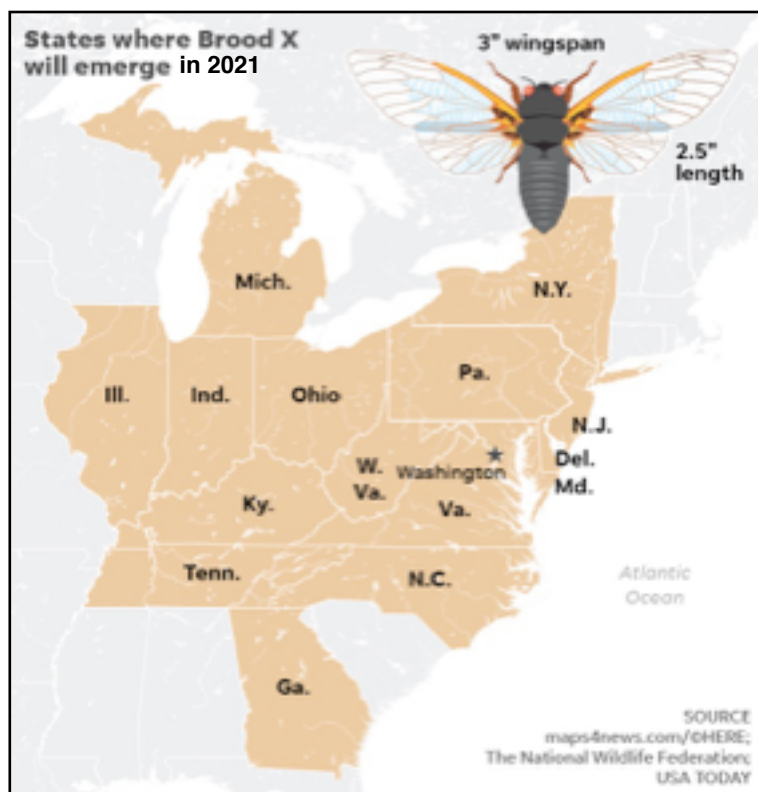 States where Brood X
will emerge in 2021
3” wingspan
2.5”
length
Mich.
N.Y.
Pa.
Ill.
Ind.
Ohio
N.J.
W.
Va.
Washington
Del.
Md.
Ky.
Va.
Tenn.
N.C.
Atlantic
Ocean
Ga.
SOURCE
maps4news.com/©HERE;
The National Wildlife Federation;
USA TODAY